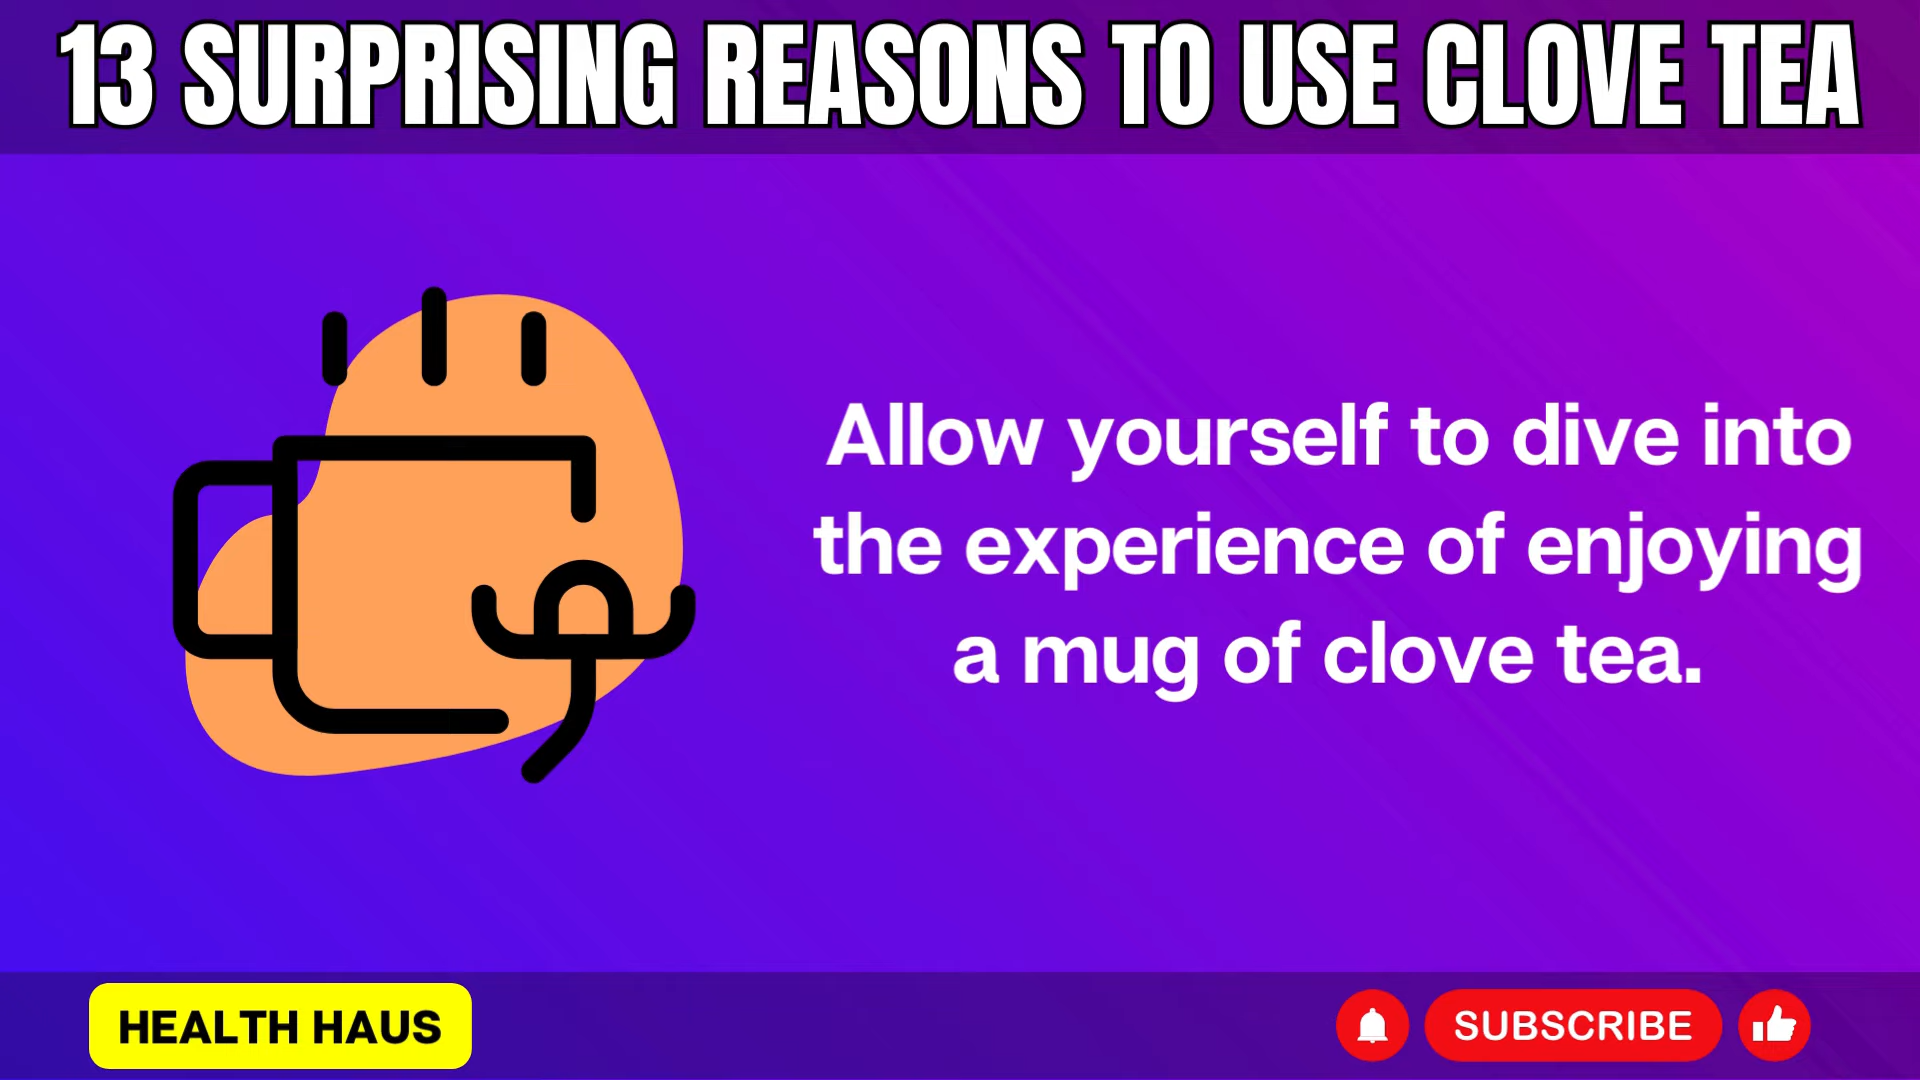 13 SURPRISING REASONS TO USE CLOVE TEA
Allow yourself to dive into
the experience of enjoying
a mug of clove tea.
HEALTH HAUS
SUBSCRIBE